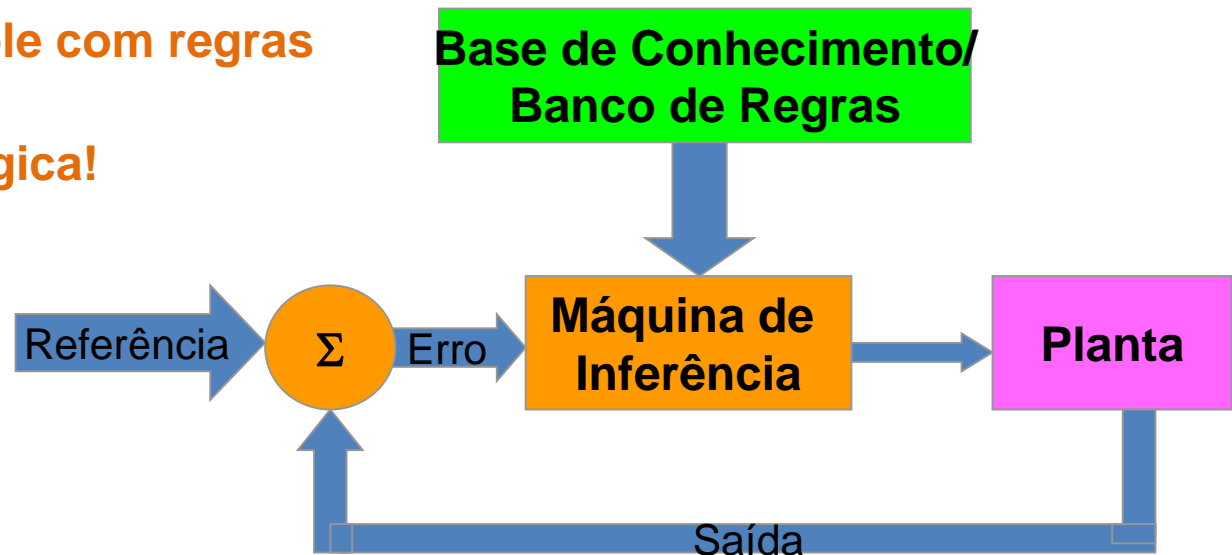 le com regras
gica!
Base de Conhecimento/
Banco de Regras
Referência
Σ
Erro
Máquina de
Inferência
Planta
Saída